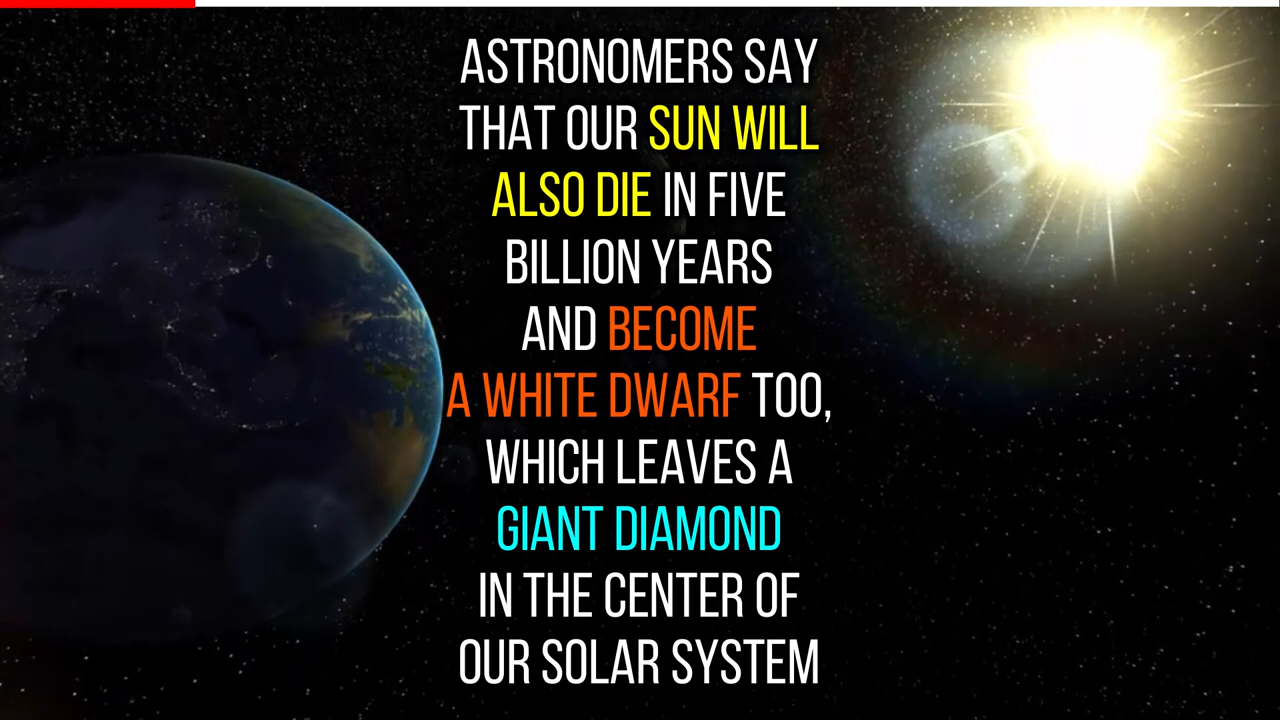 ASTRONOMERS SAY
THAT OUR SUN WILL
ALSO DIE IN FIVE
BILLION YEARS
AND BECOME
A WHITE DWARF TOO,
WHICH LEAVES A
GIANT DIAMOND
IN THE CENTER OF
OUR SOLAR SYSTEM